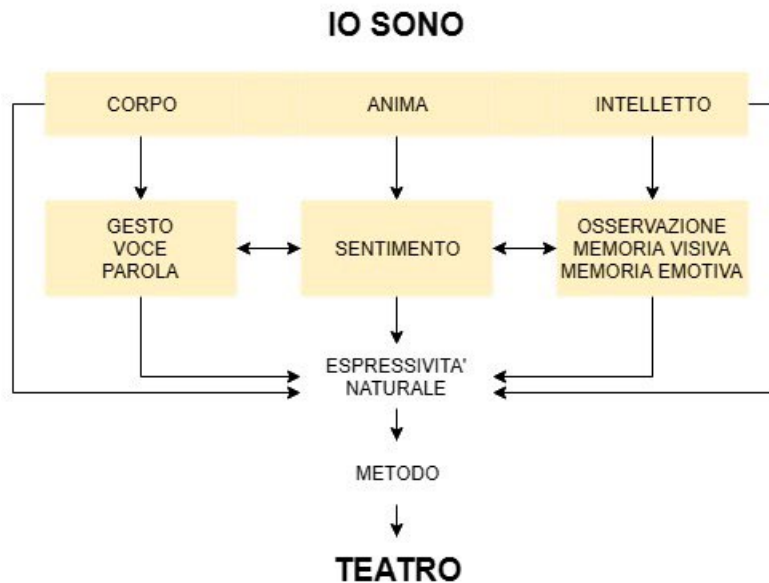 IO SONO
CORPO
ANIMA
INTELLETTO
GESTO
VOCE
PAROLA
SENTIMENTO
OSSERVAZIONE
MEMORIA VISIVA
MEMORIA EMOTIVA
ESPRESSIVITA'
NATURALE
METODO
TEATRO